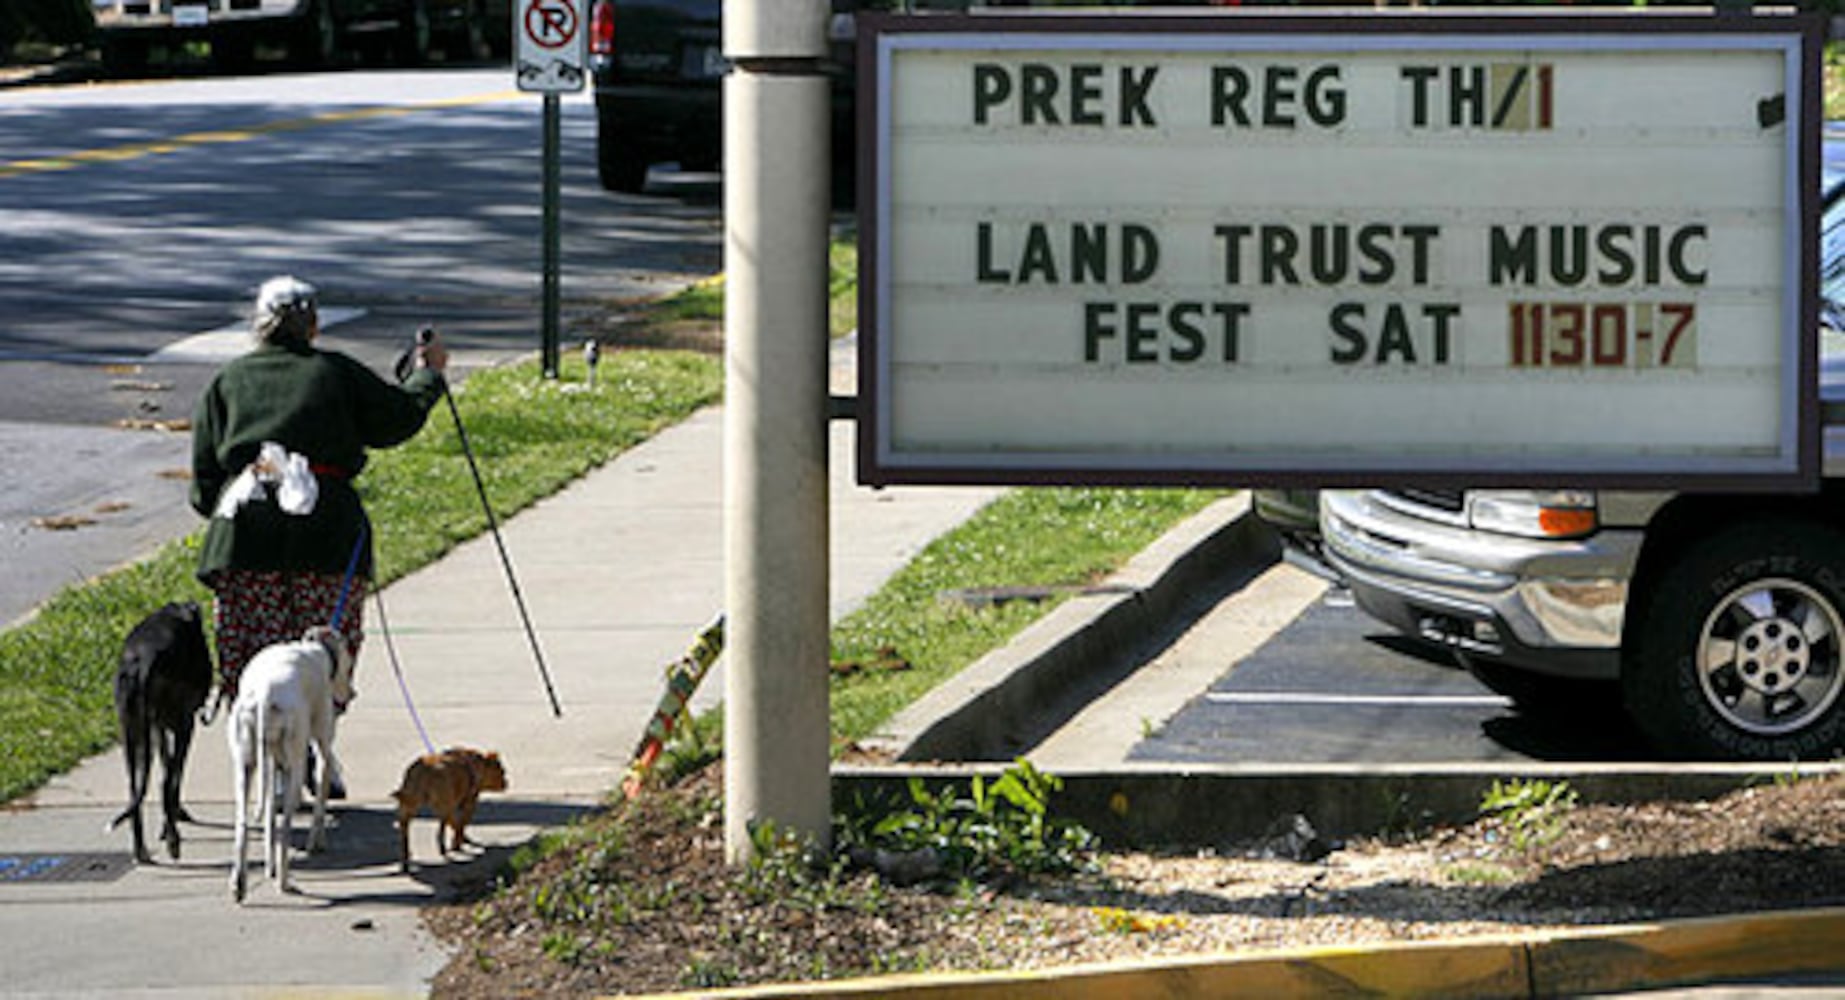 PREK REG TH/1
LAND TRUST MUSIC
FEST SAT 1130-7